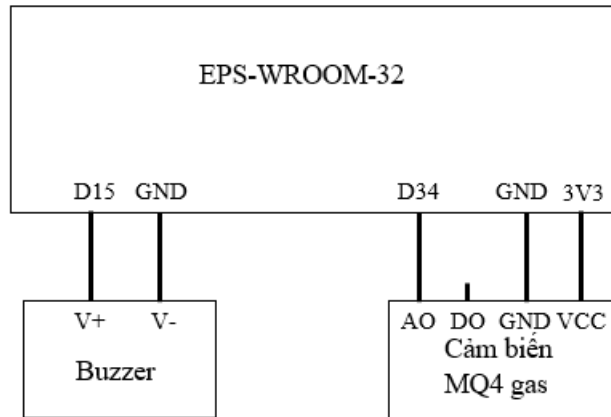 EPS-WROOM-32
D15 GND D34 GND 3V3
V+ V- AO DO GND VCC
Buzzer
Cảm biến
MQ4 gas